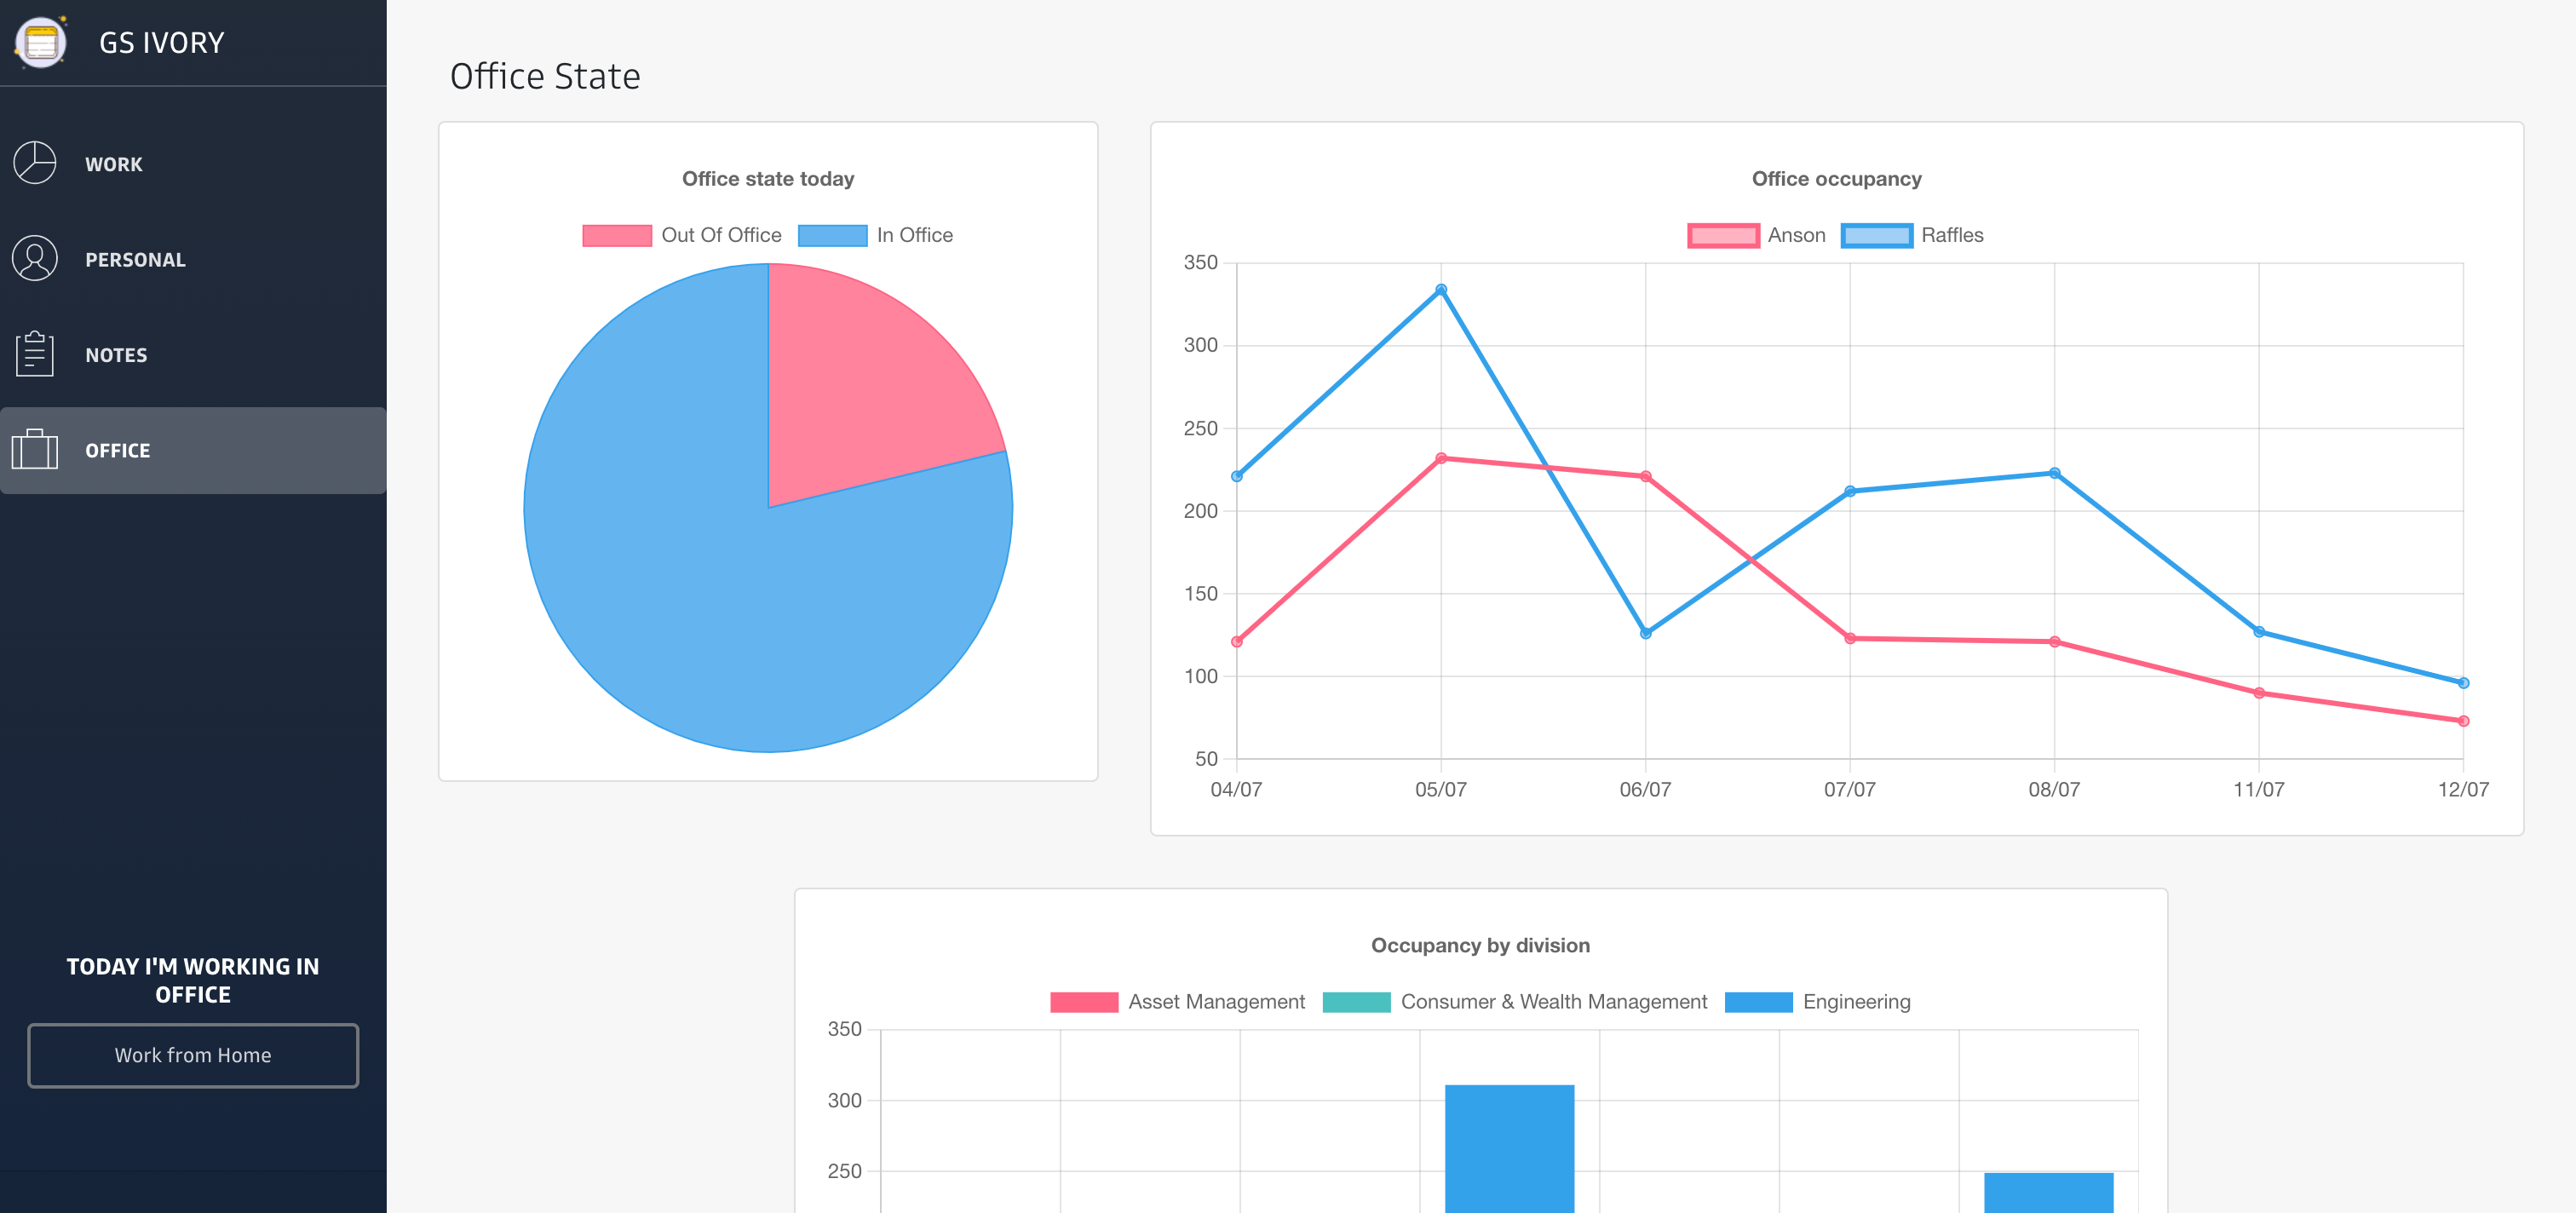 GS IVORY
WORK
PERSONAL
NOTES
OFFICE
TODAY I'M WORKING IN
OFFICE
Work from Home
Office State
Office state today
Out Of Office In Office
Office occupancy
Anson Raffles
350
300
250
200
150
100
50
04/07 05/07 06/07 07/07 08/07 11/07 12/07
Occupancy by division
Asset Management Consumer & Wealth Management Engineering
350
300
250